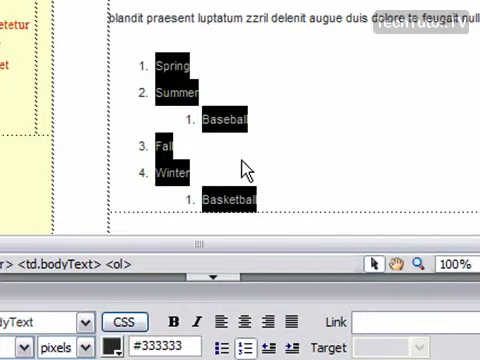 blandit praesent luptatum zzril delenit augue duis dolore te feugait null
TechTuto.TV
etetur
et
1. Spring
2. Summer
1. Baseball
3. Fall
4. Winter
1. Basketball
r> <td.bodyText> <ol>
100%
dyText
CSS
B I
Link
pixels
#333333
Target